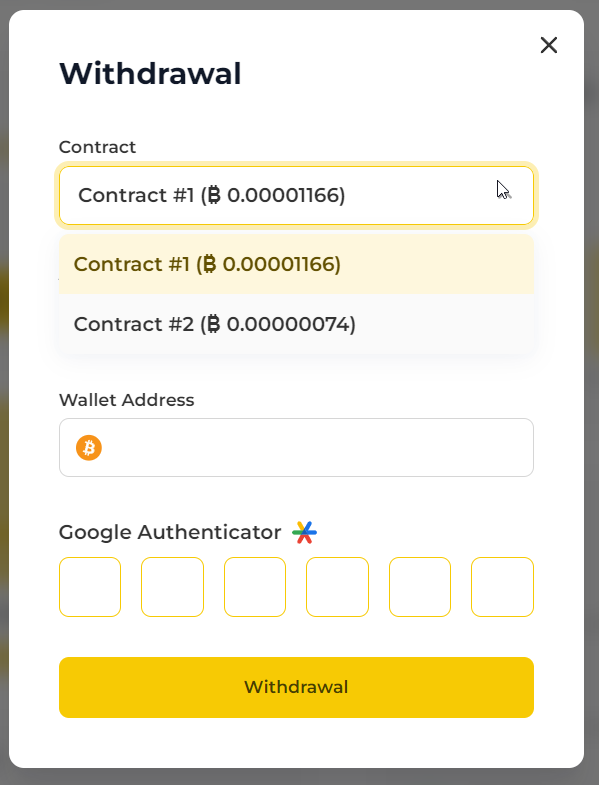 Withdrawal
Contract
Contract #1 (₿ 0.00001166)
Contract #1 (₿ 0.00001166)
Contract #2 (₿ 0.00000074)
Wallet Address
Google Authenticator
Withdrawal